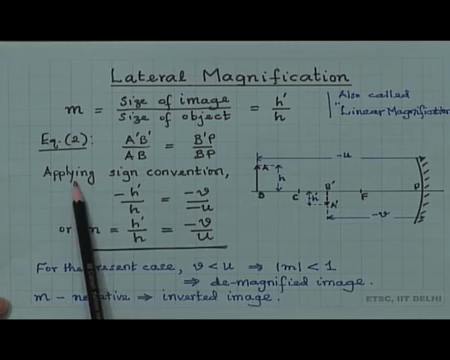 Lateral Magnification
m = Size of image / Size of object = h' / h
Also called
"Linear Magnification
Eq.(2): A'B' / AB = B'P / BP
Applying sign convention,
-h' / h = -v / -u
or m = h' / h = -v / u
-u
A
h
B C B' F P
h' A'
-v
For the present case, v < u ⇒ |m| < 1
⇒ de-magnified image.
m - negative ⇒ inverted image.
ETSC, IIT DELHI